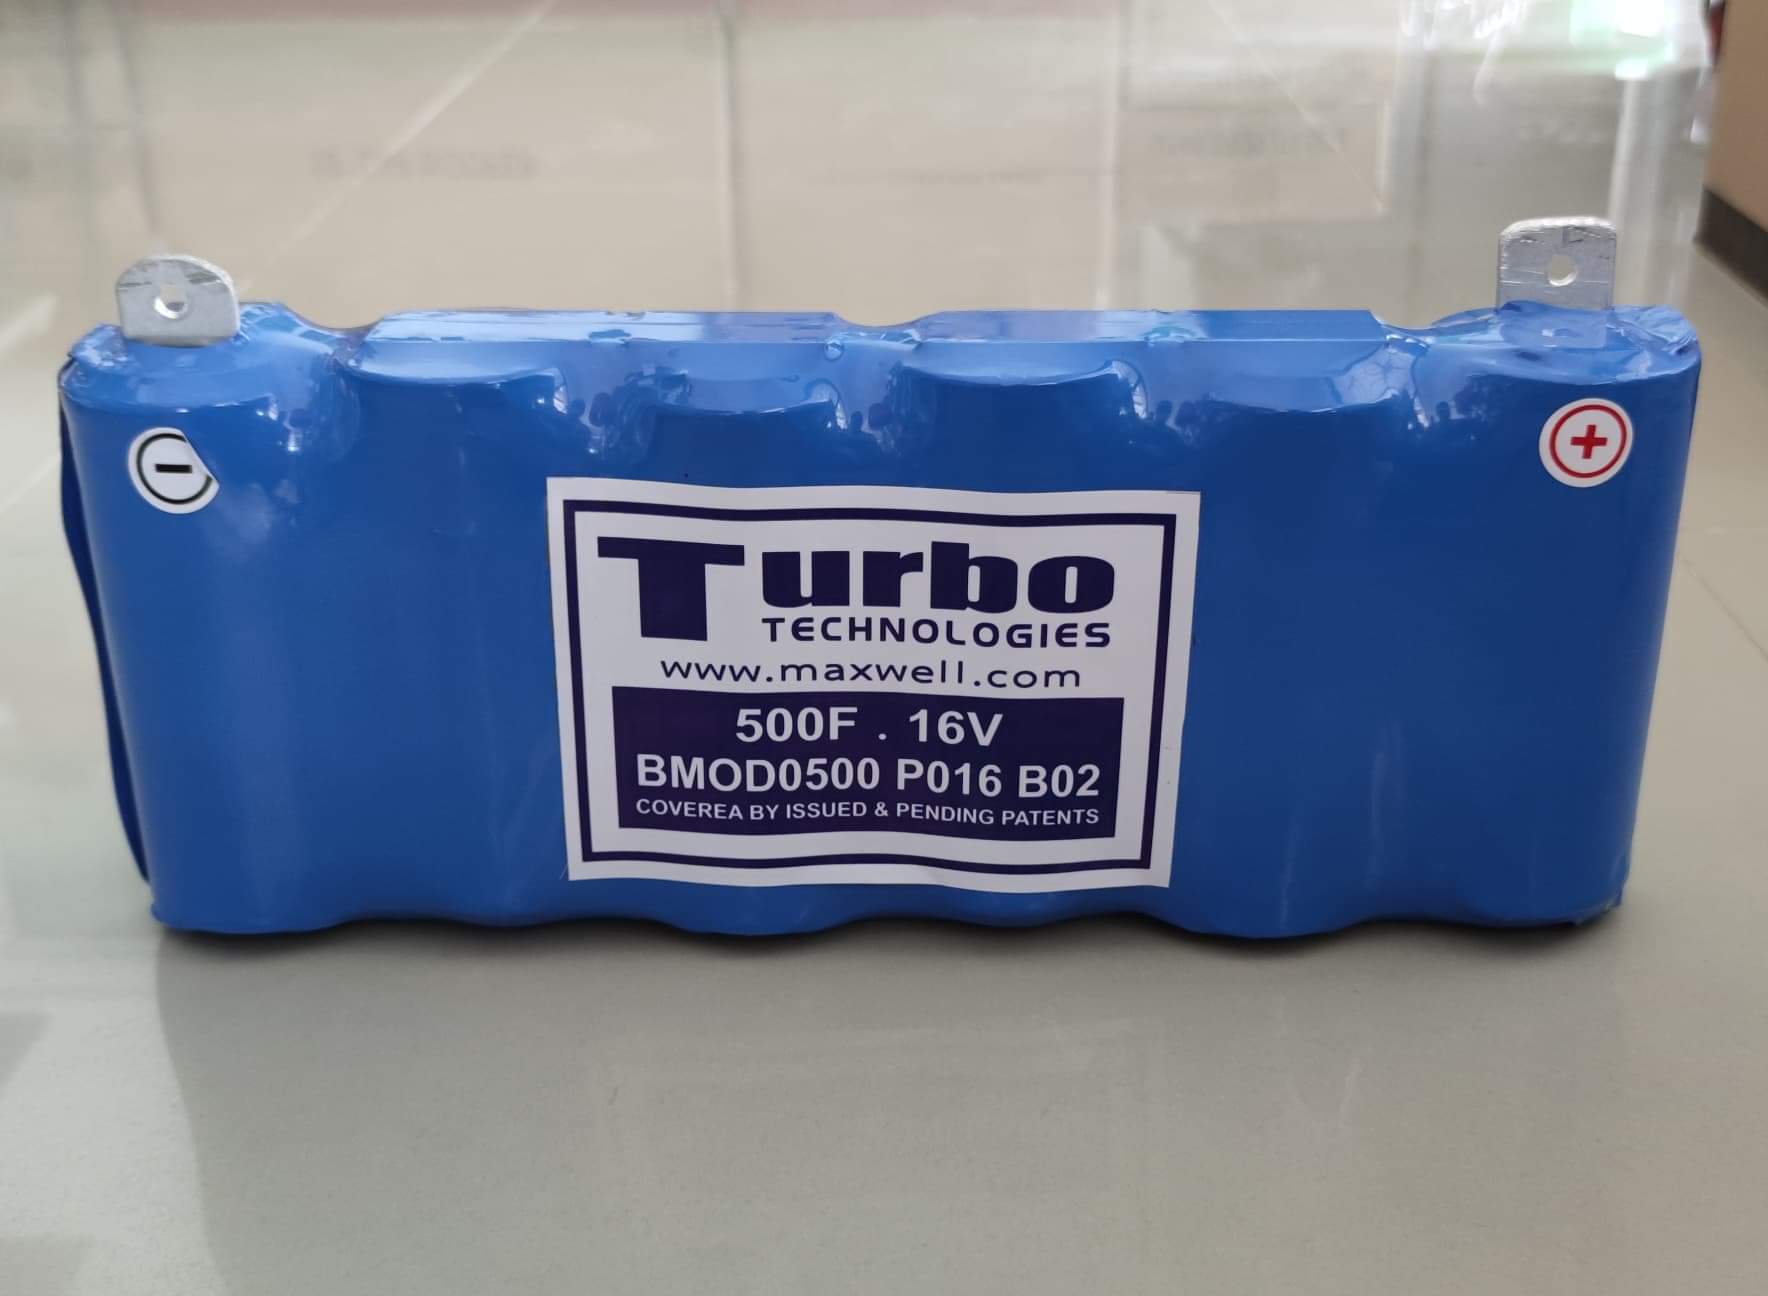 Turbo
TECHNOLOGIES
www.maxwell.com
500F . 16V
BMOD0500 P016 B02
COVEREA BY ISSUED & PENDING PATENTS
-
+